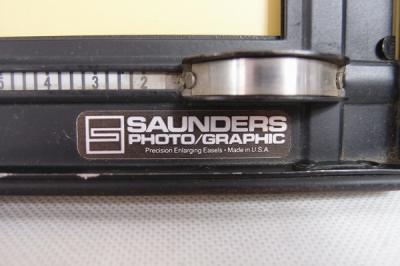 5 4 3 2
S SAUNDERS
PHOTO/GRAPHIC
Precision Enlarging Easels • Made in U.S.A.